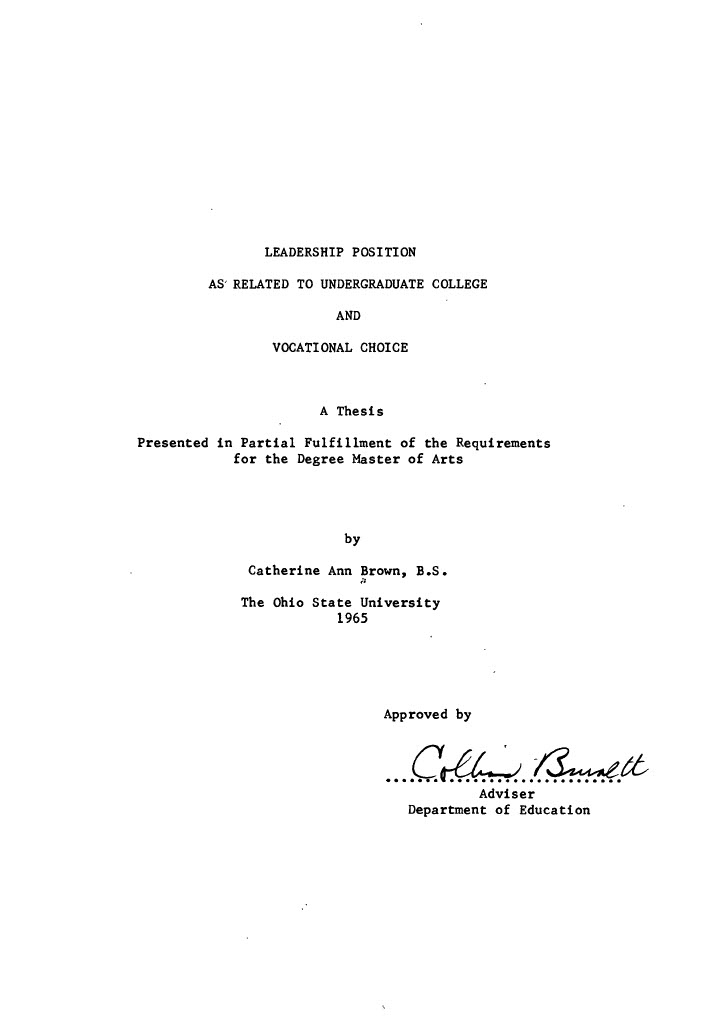 LEADERSHIP POSITION
AS RELATED TO UNDERGRADUATE COLLEGE
AND
VOCATIONAL CHOICE
A Thesis
Presented in Partial Fulfillment of the Requirements
for the Degree Master of Arts
by
Catherine Ann Brown, B.S.
The Ohio State University
1965
Approved by
Collins Burnett
Adviser
Department of Education